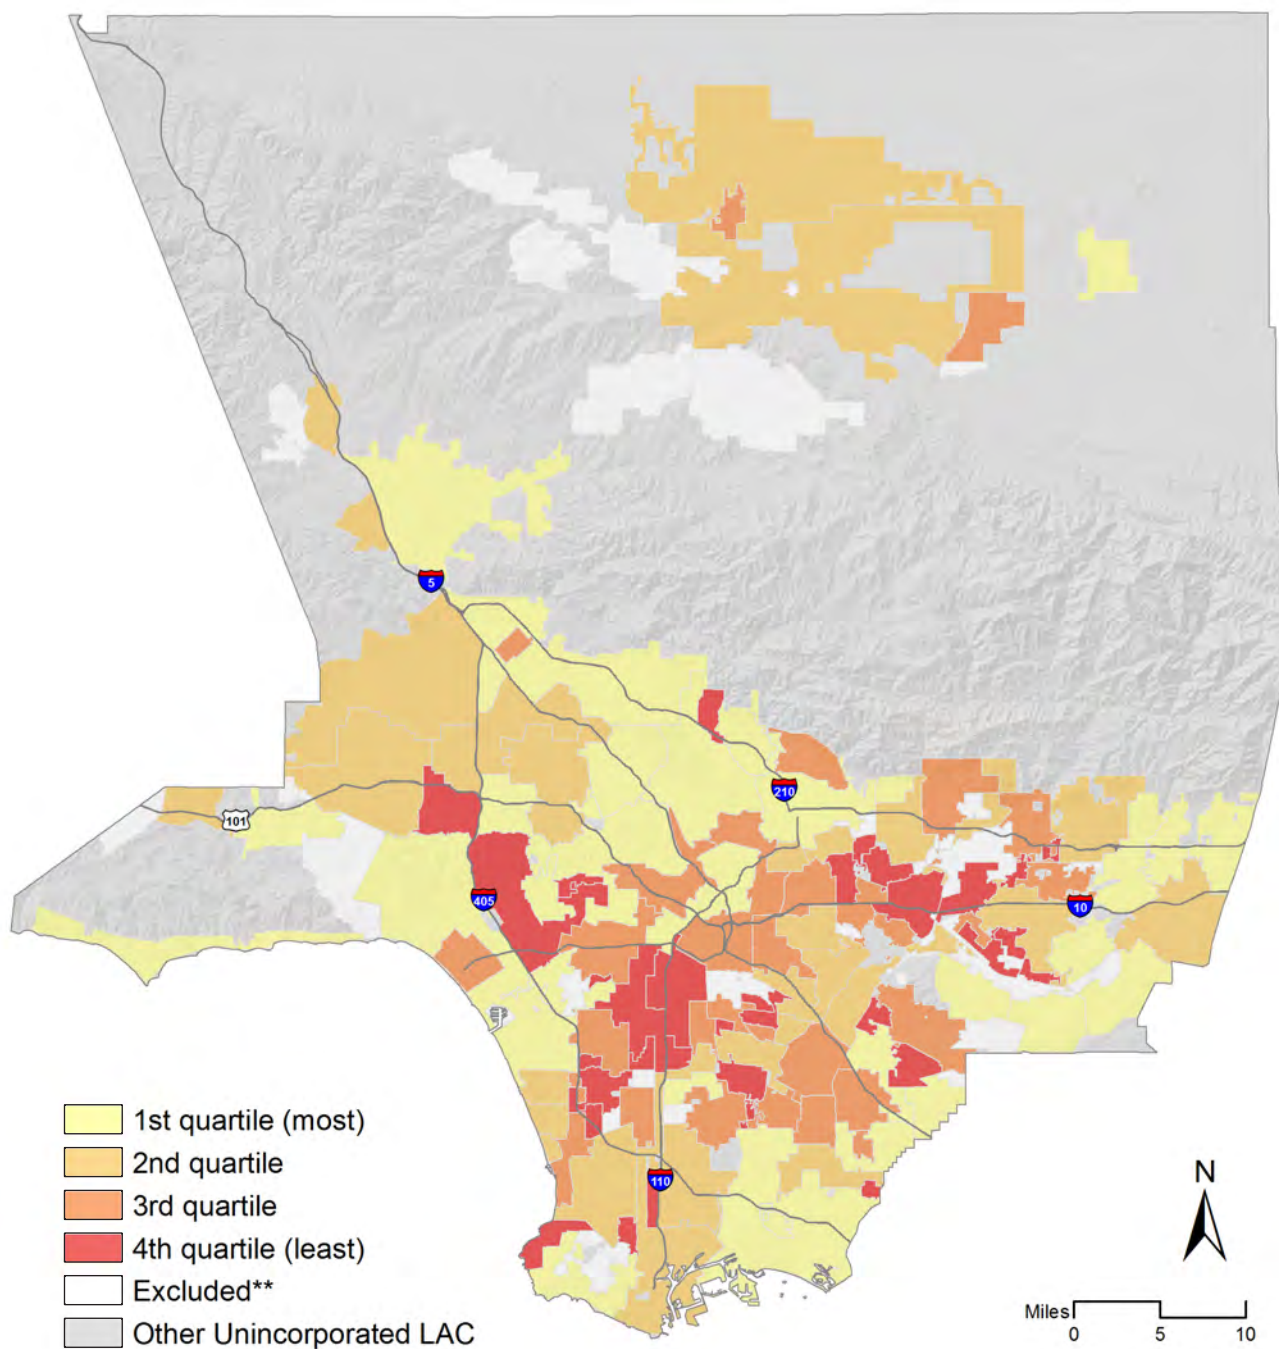 5
210
101
405
10
110
1st quartile (most)
2nd quartile
3rd quartile
4th quartile (least)
Excluded**
Other Unincorporated LAC
N
Miles
0 5 10